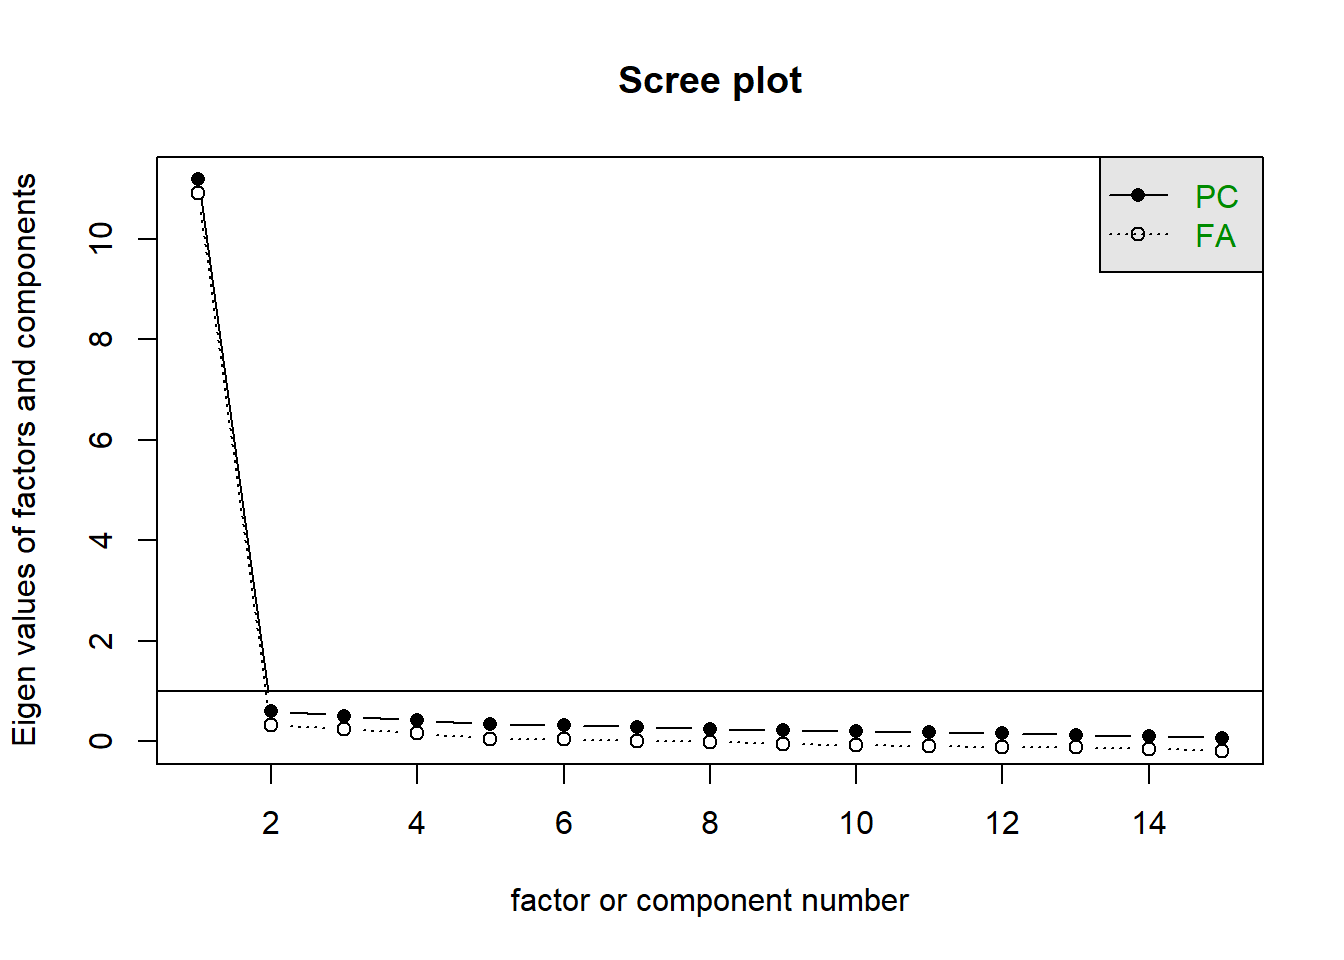 Scree plot
PC
FA
Eigen values of factors and components
10
8
6
4
2
0
2 4 6 8 10 12 14
factor or component number